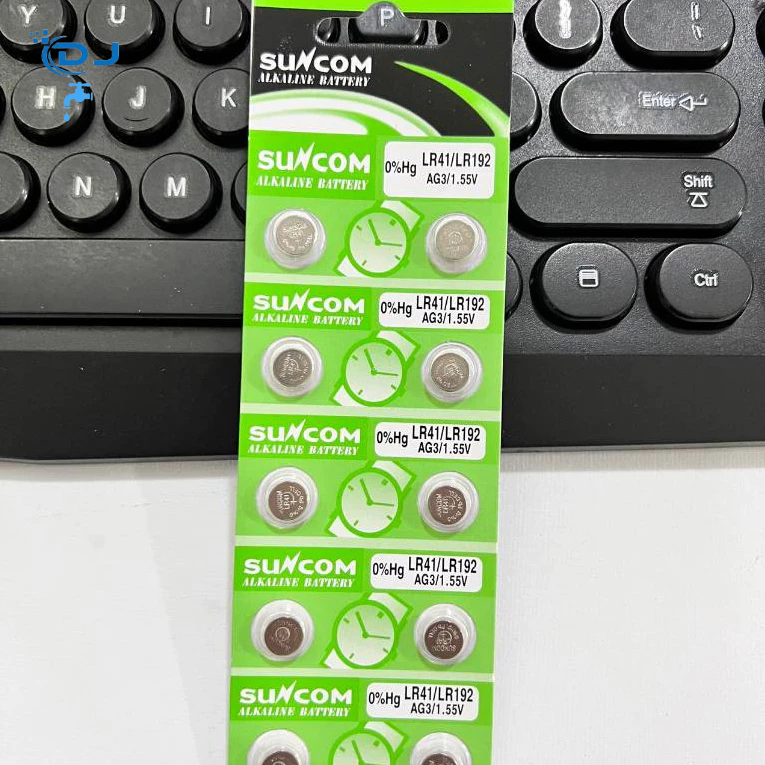 Y
U
I
P
DJ
H
J
K
Enter
N
M
Shift
Ctrl
SUNCOM
ALKALINE BATTERY
SUNCOM
ALKALINE BATTERY
0%Hg
LR41/LR192
AG3/1.55V
SUNCOM
ALKALINE BATTERY
0%Hg
LR41/LR192
AG3/1.55V
SUNCOM
ALKALINE BATTERY
0%Hg
LR41/LR192
AG3/1.55V
SUNCOM
LR41
SUNCOM
ALKALINE BATTERY
0%Hg
LR41/LR192
AG3/1.55V
SUNCOM
SUNCOM
ALKALINE BATTERY
0%Hg
LR41/LR192
AG3/1.55V